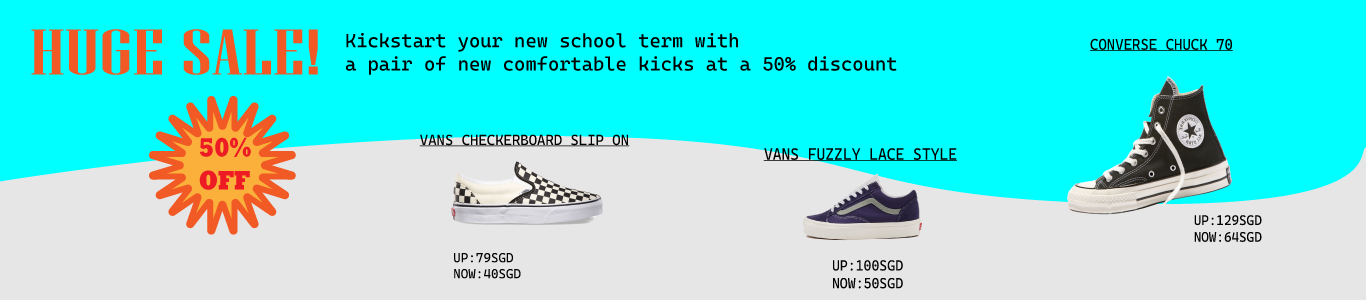 HUGE SALE!
Kickstart your new school term with
a pair of new comfortable kicks at a 50% discount
50%
OFF
VANS CHECKERBOARD SLIP ON
UP:79SGD
NOW:40SGD
VANS FUZZLY LACE STYLE
UP:100SGD
NOW:50SGD
CONVERSE CHUCK 70
UP:129SGD
NOW:64SGD